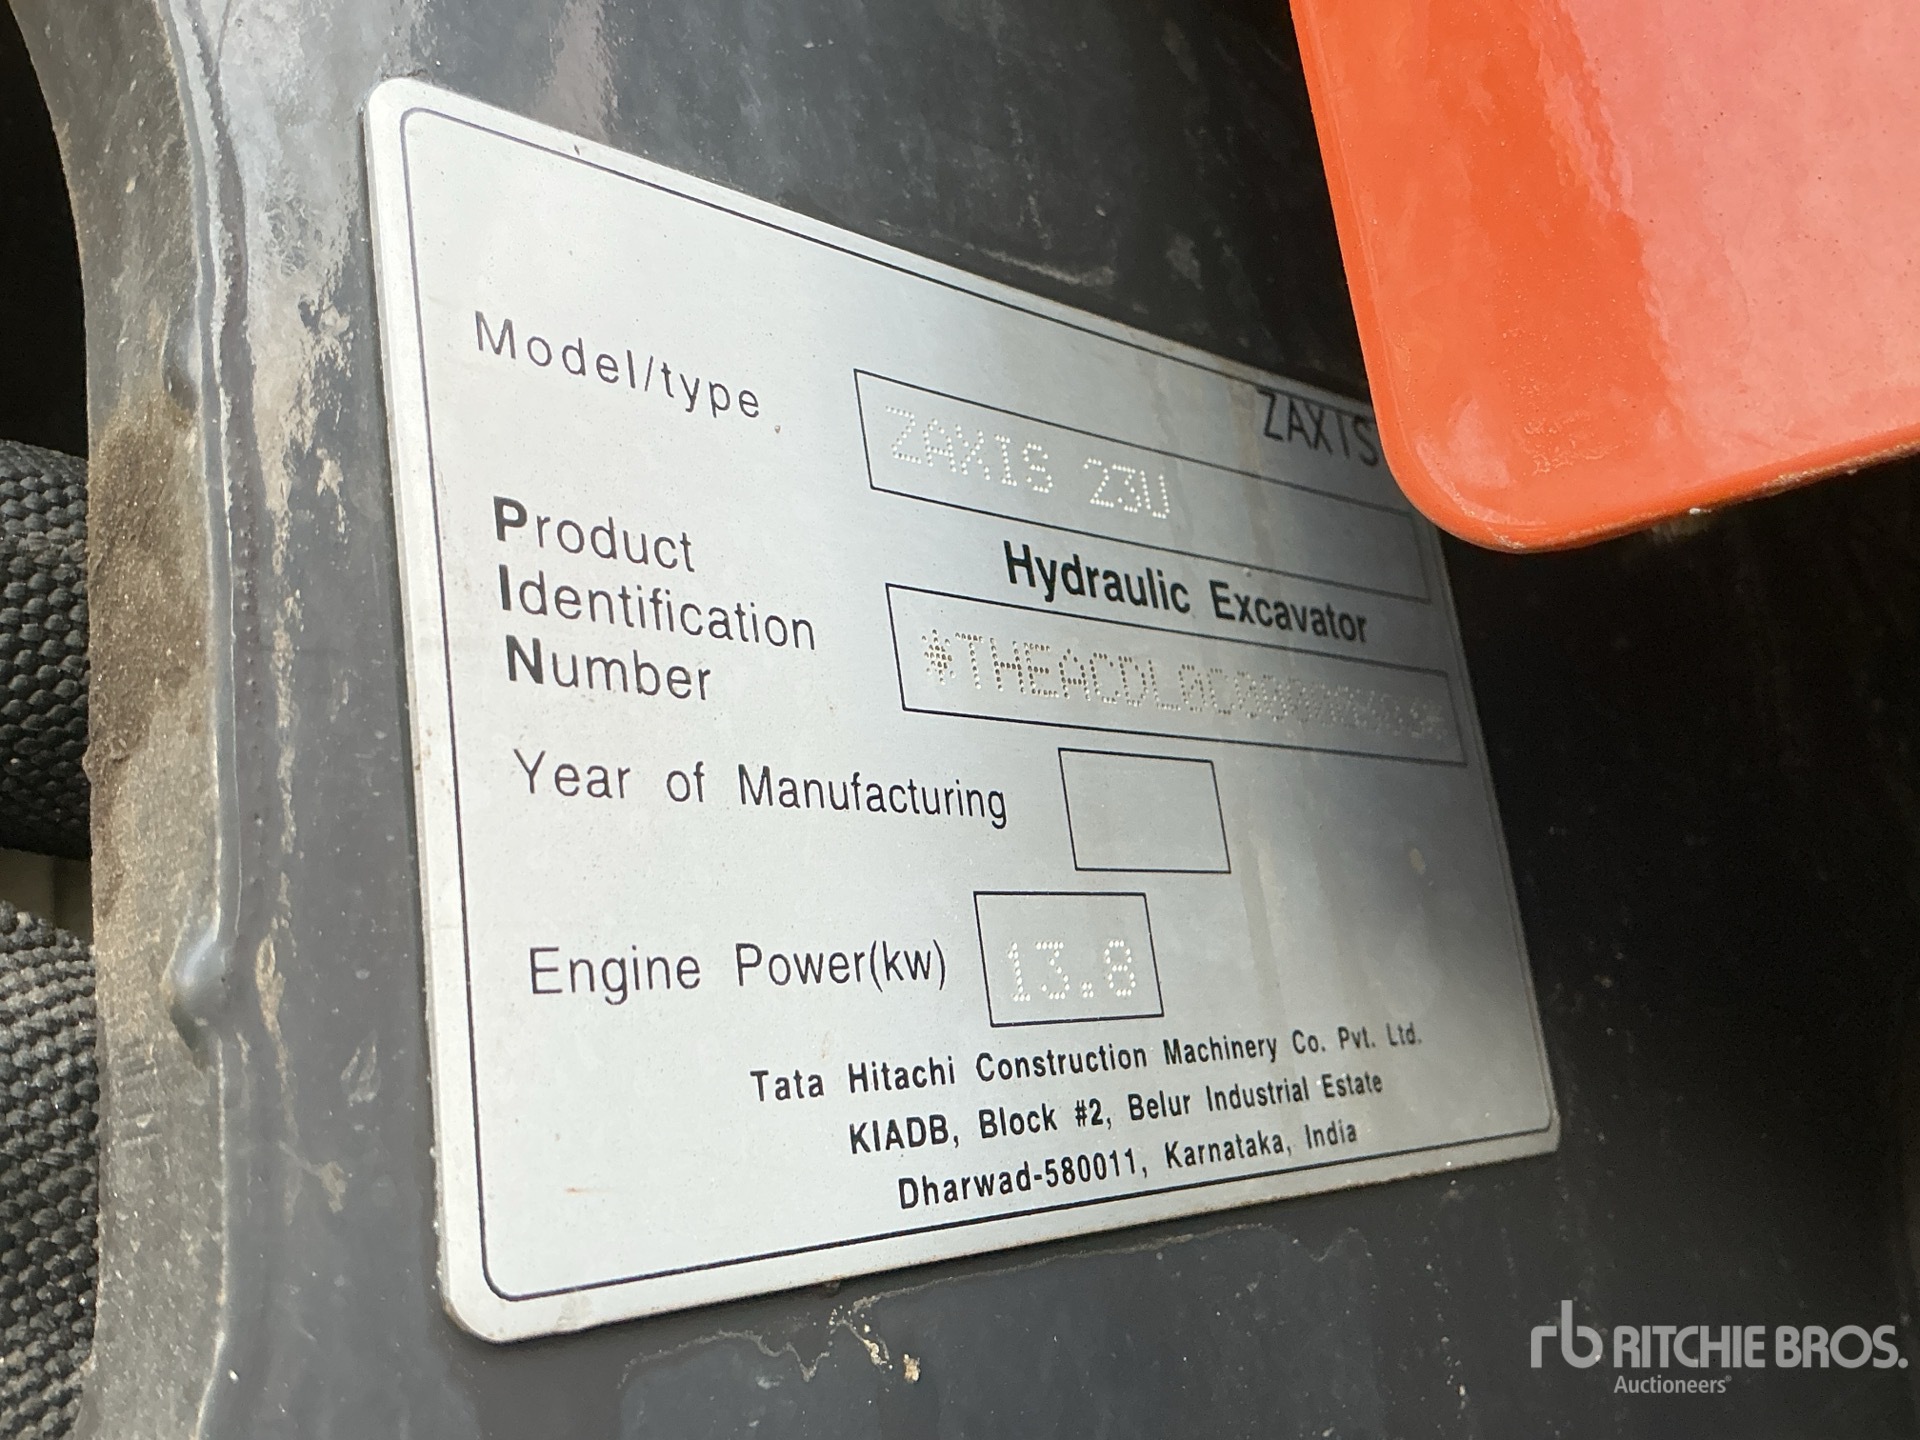 ZAXIS
Model/type
ZAXIS 23U
Hydraulic Excavator
Product
Identification
Number
Year of Manufacturing
Engine Power(kw)
13.8
Tata Hitachi Construction Machinery Co. Pvt. Ltd.
KIADB, Block #2, Belur Industrial Estate
Dharwad-580011, Karnataka, India
rb RITCHIE BROS.
Auctioneers